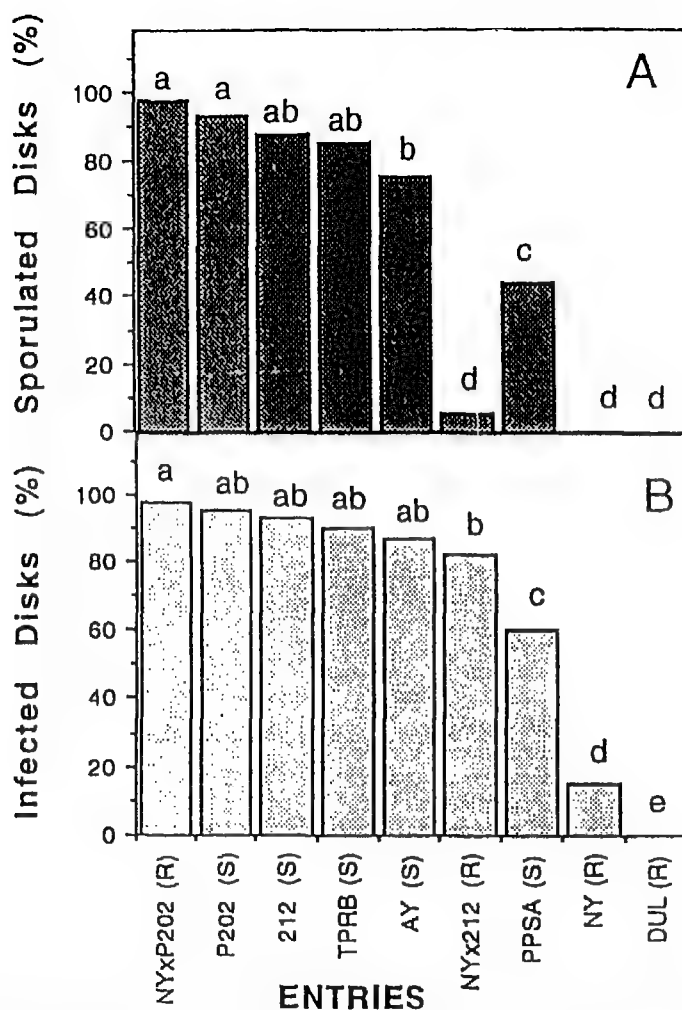 Sporulated Disks (%)
A
100
80
60
40
20
0
a a ab ab b d c d d
Infected Disks (%)
B
100
80
60
40
20
0
a ab ab ab ab b c d e
NYxP202 (R)
P202 (S)
212 (S)
TPRB (S)
AY (S)
NYx212 (R)
PPSA (S)
NY (R)
DUL (R)
ENTRIES